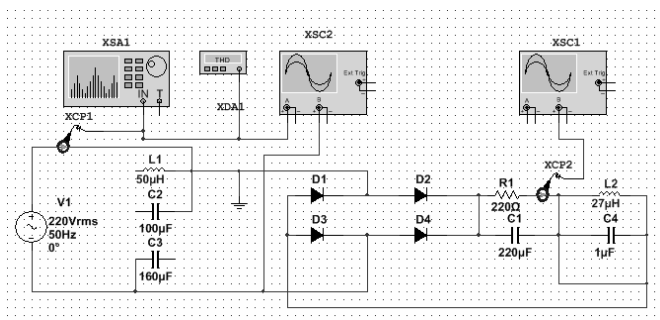 XSC2
XSA1
XSC1
THD
Ext Trig
Ext Trig
IN T
A B
A B
XDA1
XCP1
XCP2
L1
50µH
C2
100µF
C3
160µF
V1
220Vrms
50Hz
0°
D1
D2
D3
D4
R1
220Ω
C1
220µF
L2
27µH
C4
1µF